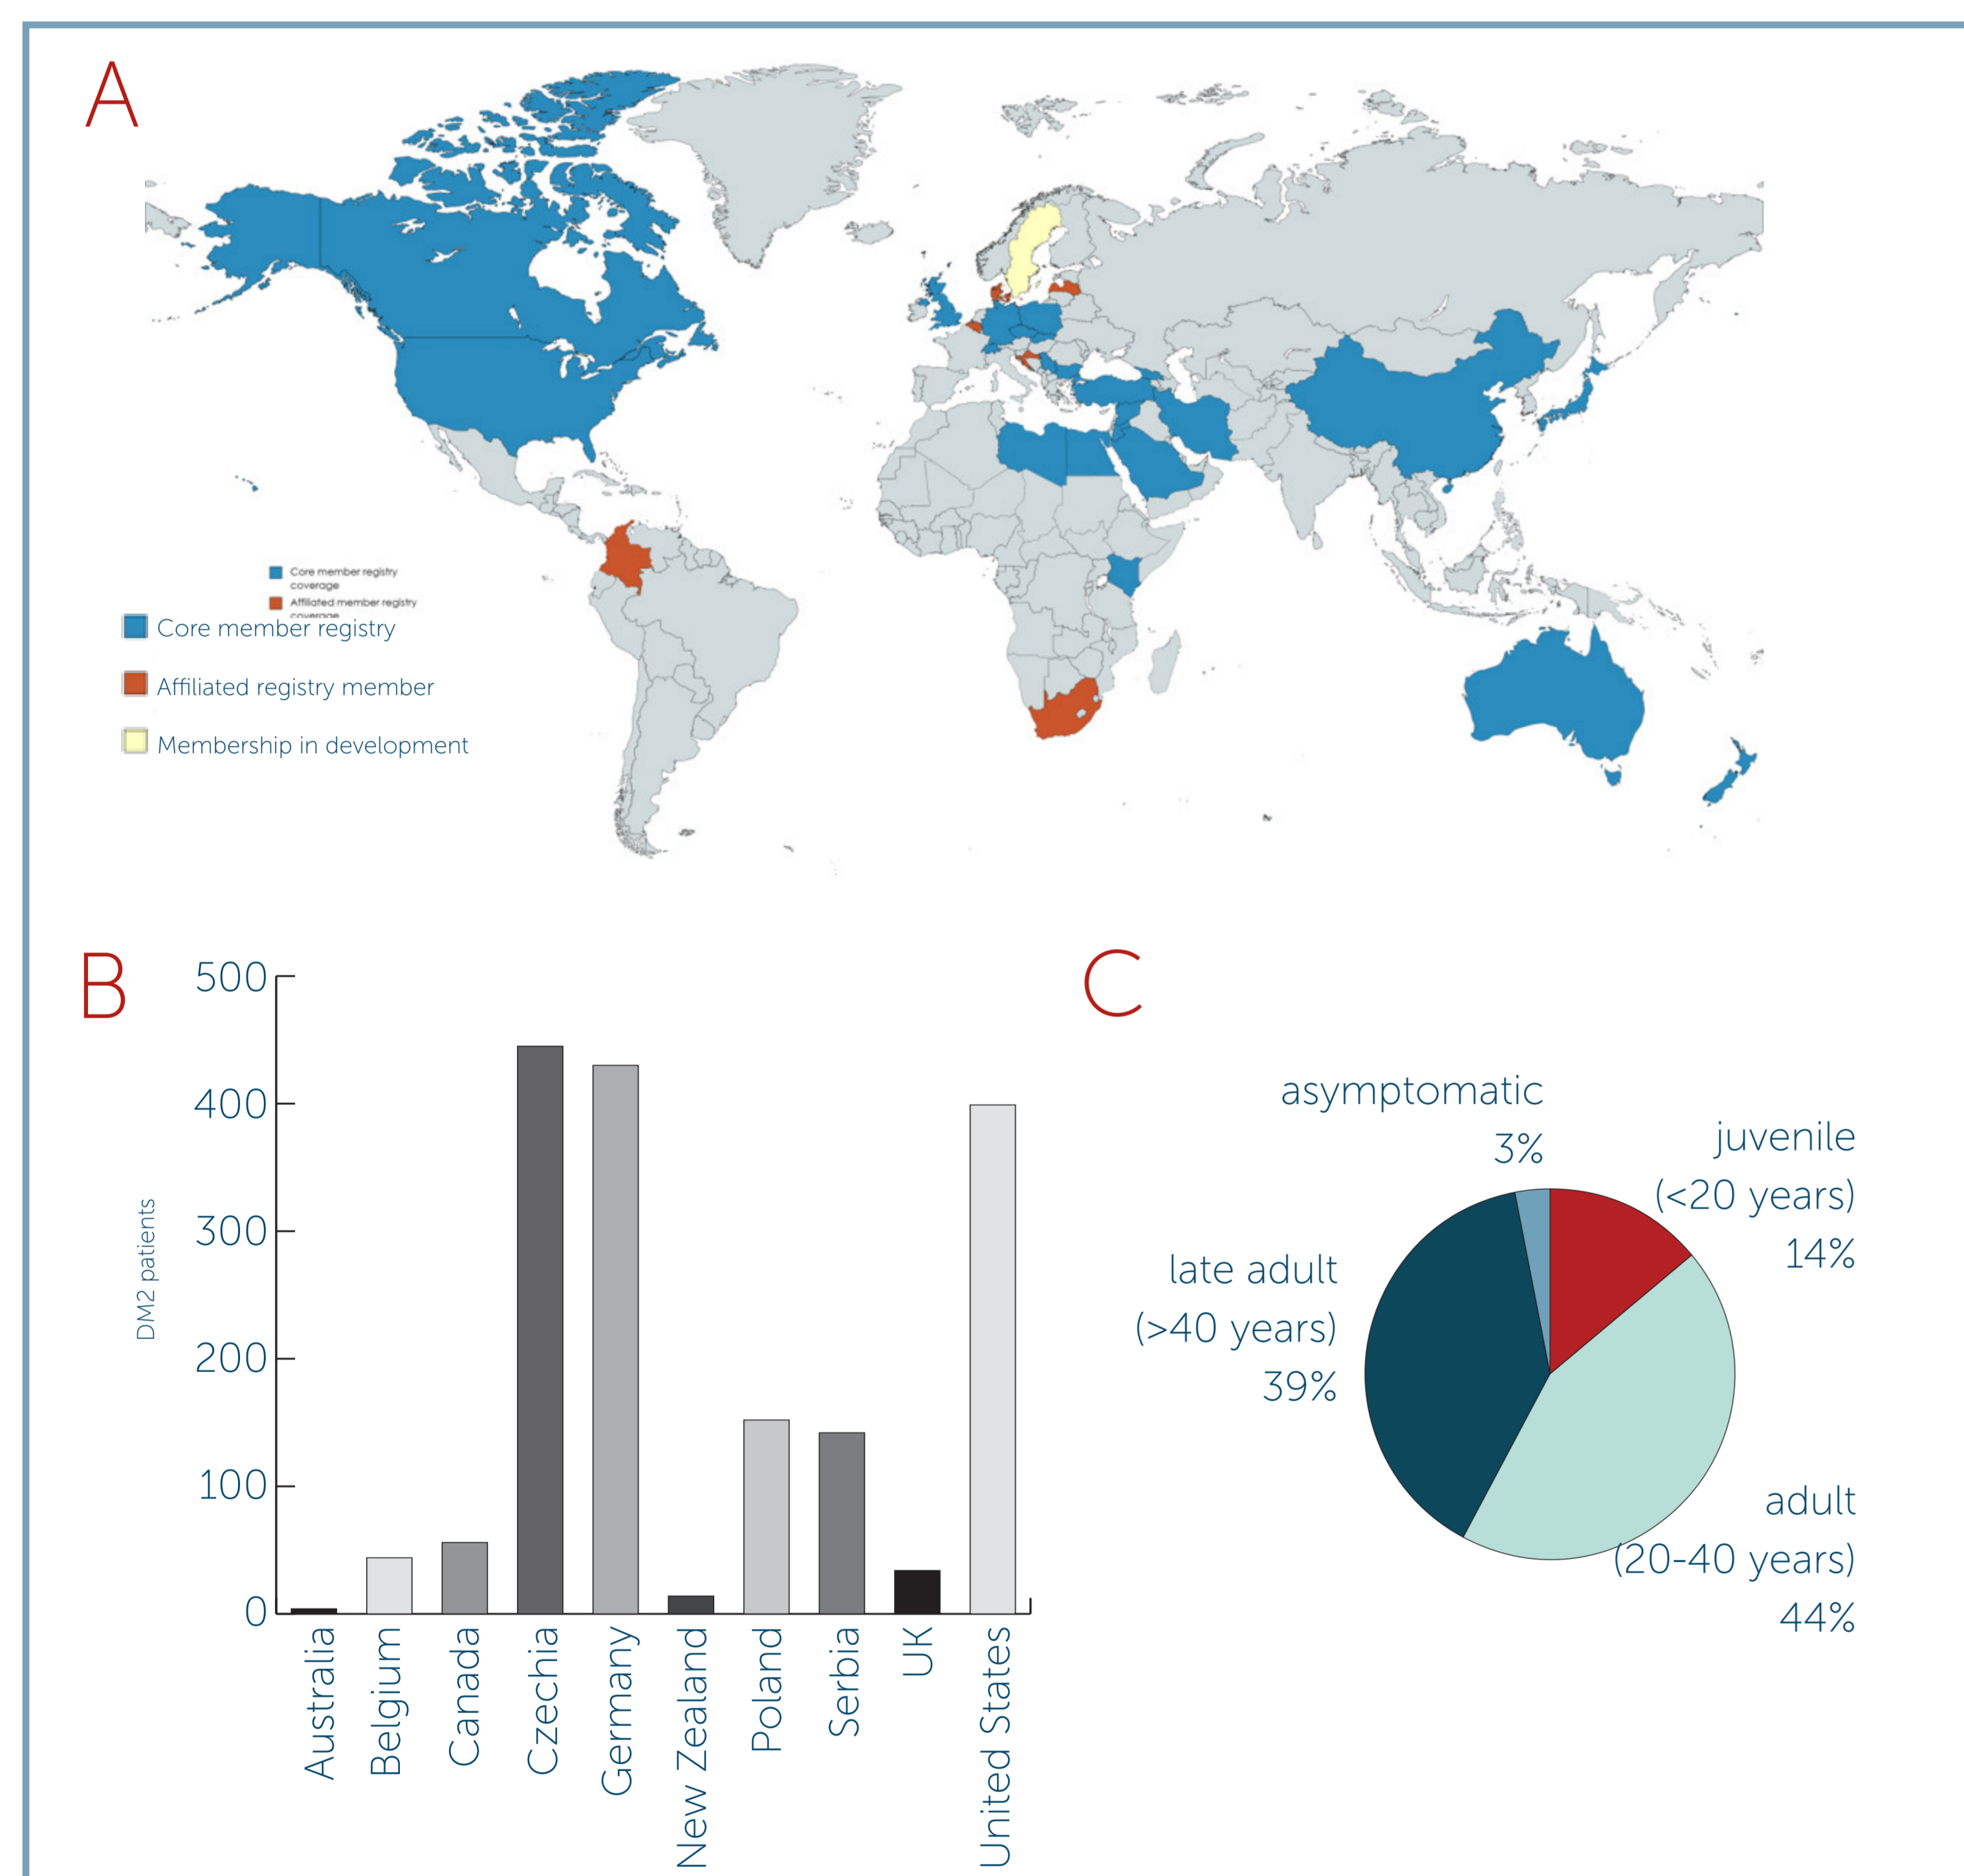 A
Core member registry
coverage
Affiliated member registry
coverage
Core member registry
Affiliated registry member
Membership in development
B
500
400
300
200
100
0
DM2 patients
Australia
Belgium
Canada
Czechia
Germany
New Zealand
Poland
Serbia
UK
United States
C
asymptomatic
3%
juvenile
(<20 years)
14%
late adult
(>40 years)
39%
adult
(20-40 years)
44%